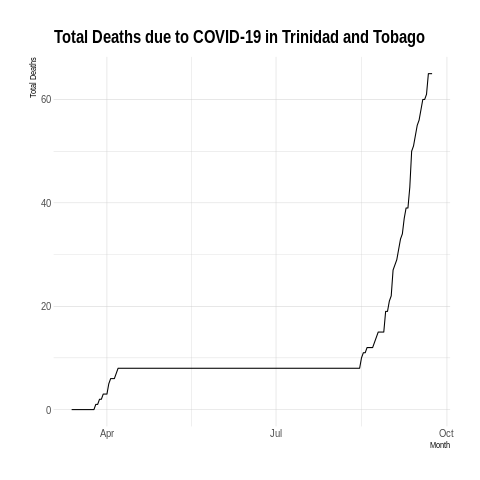 Total Deaths due to COVID-19 in Trinidad and Tobago
Total Deaths
60
40
20
0
Apr
Jul
Oct
Month